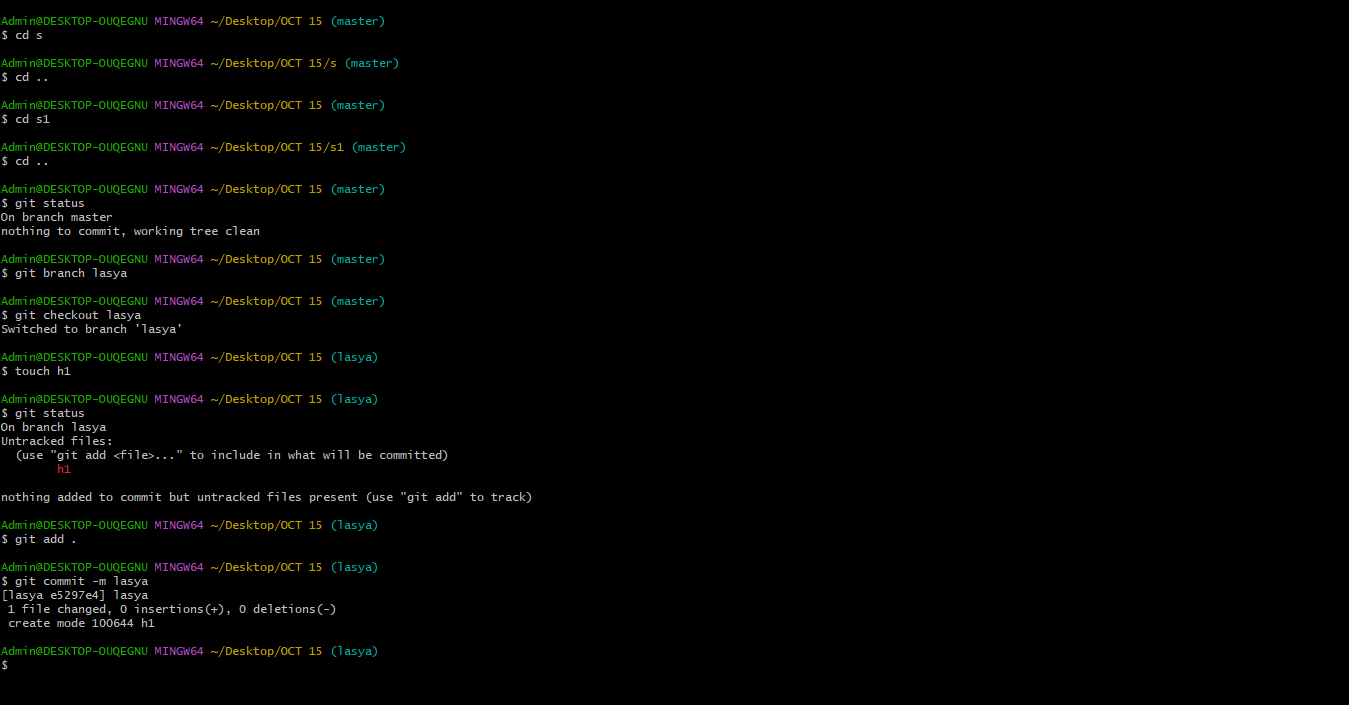 Admin@DESKTOP-OUQEGNU MINGW64 ~/Desktop/OCT 15 (master)
$ cd s
Admin@DESKTOP-OUQEGNU MINGW64 ~/Desktop/OCT 15/s (master)
$ cd ..
Admin@DESKTOP-OUQEGNU MINGW64 ~/Desktop/OCT 15 (master)
$ cd s1
Admin@DESKTOP-OUQEGNU MINGW64 ~/Desktop/OCT 15/s1 (master)
$ cd ..
Admin@DESKTOP-OUQEGNU MINGW64 ~/Desktop/OCT 15 (master)
$ git status
On branch master
nothing to commit, working tree clean
Admin@DESKTOP-OUQEGNU MINGW64 ~/Desktop/OCT 15 (master)
$ git branch lasya
Admin@DESKTOP-OUQEGNU MINGW64 ~/Desktop/OCT 15 (master)
$ git checkout lasya
Switched to branch 'lasya'
Admin@DESKTOP-OUQEGNU MINGW64 ~/Desktop/OCT 15 (lasya)
$ touch h1
Admin@DESKTOP-OUQEGNU MINGW64 ~/Desktop/OCT 15 (lasya)
$ git status
On branch lasya
Untracked files:
  (use "git add <file>..." to include in what will be committed)
        h1
nothing added to commit but untracked files present (use "git add" to track)
Admin@DESKTOP-OUQEGNU MINGW64 ~/Desktop/OCT 15 (lasya)
$ git add .
Admin@DESKTOP-OUQEGNU MINGW64 ~/Desktop/OCT 15 (lasya)
$ git commit -m lasya
[lasya e5297e4] lasya
 1 file changed, 0 insertions(+), 0 deletions(-)
 create mode 100644 h1
Admin@DESKTOP-OUQEGNU MINGW64 ~/Desktop/OCT 15 (lasya)
$